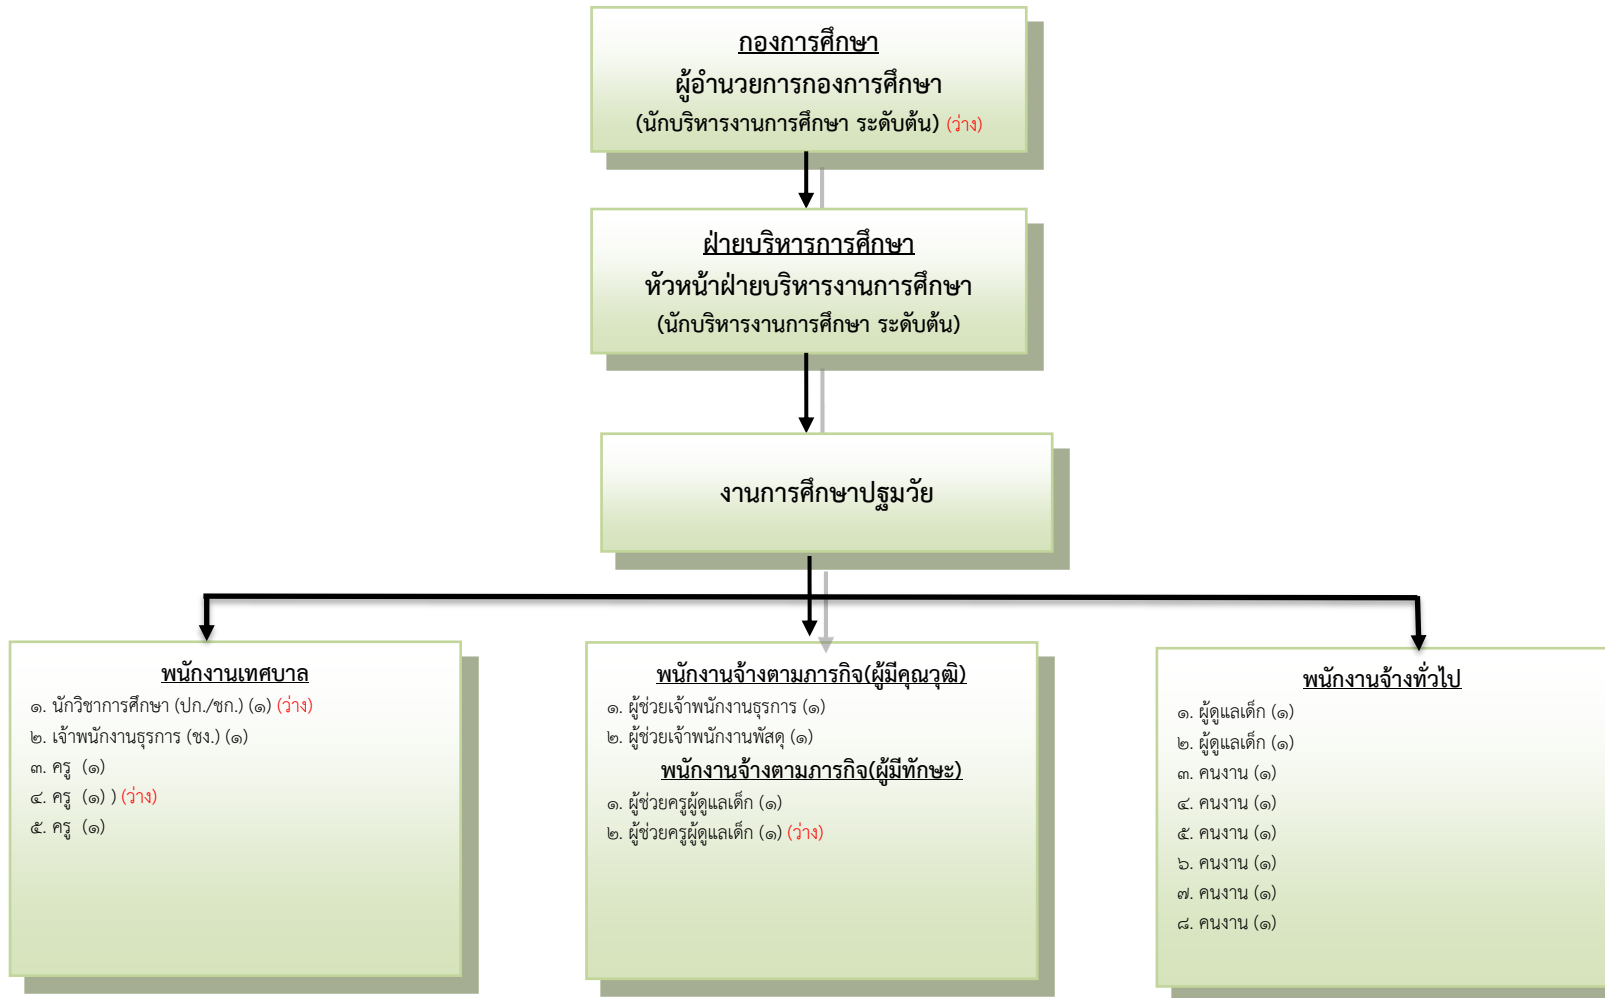 กองการศึกษา
ผู้อำนวยการกองการศึกษา
(นักบริหารงานการศึกษา ระดับต้น) (ว่าง)
ฝ่ายบริหารการศึกษา
หัวหน้าฝ่ายบริหารงานการศึกษา
(นักบริหารงานการศึกษา ระดับต้น)
งานการศึกษาปฐมวัย
พนักงานเทศบาล
๑. นักวิชาการศึกษา (ปก./ชก.) (๑) (ว่าง)
๒. เจ้าพนักงานธุรการ (ชง.) (๑)
๓. ครู (๑)
๔. ครู (๑) ) (ว่าง)
๕. ครู (๑)
พนักงานจ้างตามภารกิจ(ผู้มีคุณวุฒิ)
๑. ผู้ช่วยเจ้าพนักงานธุรการ (๑)
๒. ผู้ช่วยเจ้าพนักงานพัสดุ (๑)
พนักงานจ้างตามภารกิจ(ผู้มีทักษะ)
๑. ผู้ช่วยครูผู้ดูแลเด็ก (๑)
๒. ผู้ช่วยครูผู้ดูแลเด็ก (๑) (ว่าง)
พนักงานจ้างทั่วไป
๑. ผู้ดูแลเด็ก (๑)
๒. ผู้ดูแลเด็ก (๑)
๓. คนงาน (๑)
๔. คนงาน (๑)
๕. คนงาน (๑)
๖. คนงาน (๑)
๗. คนงาน (๑)
๘. คนงาน (๑)